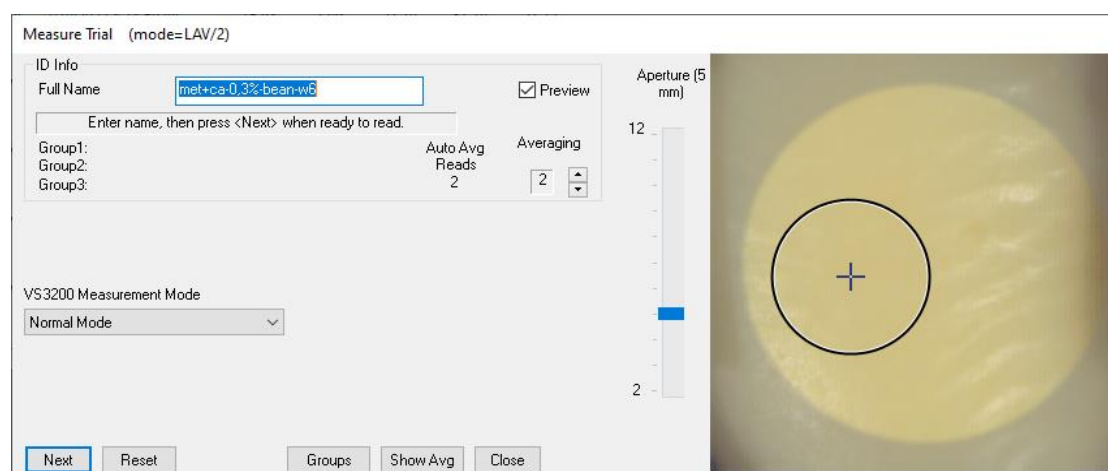 Measure Trial (mode=LAV/2)
ID Info
Full Name
met+ca-0,3%-bean-w6
Preview
Enter name, then press <Next> when ready to read.
Group1:
Group2:
Group3:
Auto Avg
Reads
2
Averaging
2
Aperture (5
mm)
12
2
VS3200 Measurement Mode
Normal Mode
Next
Reset
Groups
Show Avg
Close